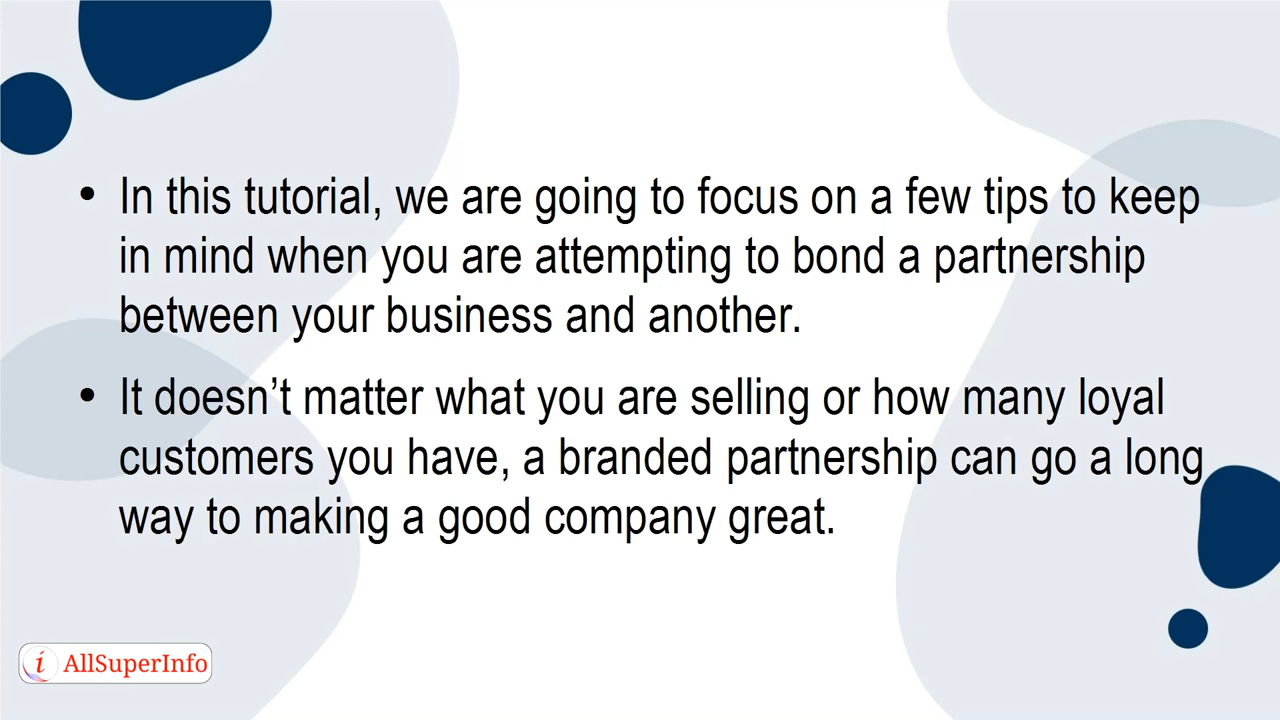 • In this tutorial, we are going to focus on a few tips to keep
in mind when you are attempting to bond a partnership
between your business and another.
• It doesn’t matter what you are selling or how many loyal
customers you have, a branded partnership can go a long
way to making a good company great.
i AllSuperInfo